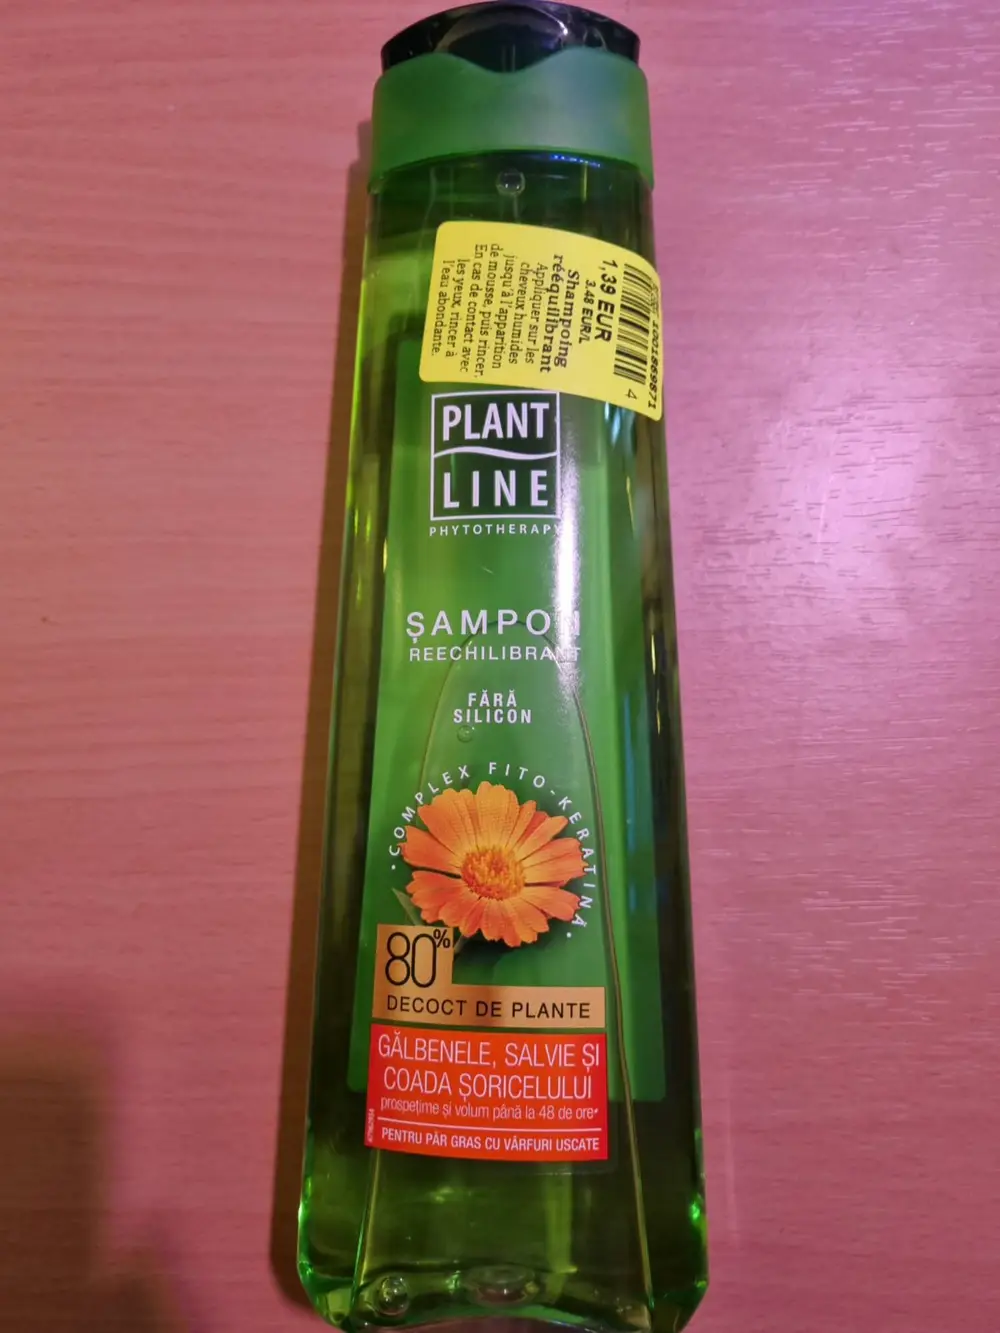 1001869871
4
1,39 EUR
3.48 EUR/L
Shampoing
rééquilibrant
Appliquer sur les
cheveux humides
jusqu'à l'apparition
de mousse, puis rincer.
En cas de contact avec
les yeux, rincer à
l'eau abondante.
PLANT
LINE
PHYTOTHERAPY
ȘAMPON
REECHILIBRANT
FĂRĂ
SILICON
·COMPLEX FITO-KERATINĂ·
80%
DECOCT DE PLANTE
GĂLBENELE, SALVIE ȘI
COADA ȘORICELULUI
prospețime și volum până la 48 de ore*
PENTRU PĂR GRAS CU VÂRFURI USCATE